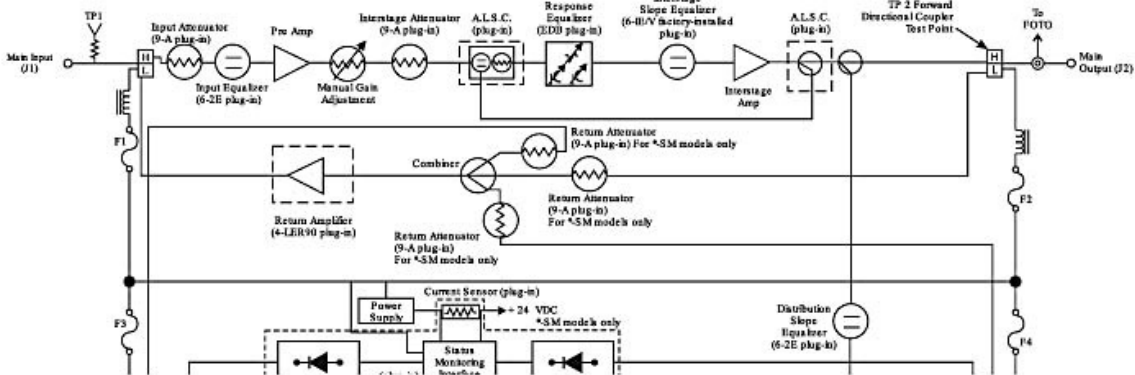 TP1
Input Attenuator
(9-A plug-in)
Pre Amp
Interstage Attenuator
(9-A plug-in)
A.L.S.C.
(plug-in)
Response
Equalizer
(EDB plug-in)
Slope Equalizer
(6-IE/V factory-installed
plug-in)
A.L.S.C.
(plug-in)
TP 2 Forward
Directional Coupler
Test Point
To
FOTO
Main Input
(J1)
H
L
Input Equalizer
(6-2E plug-in)
Manual Gain
Adjustment
Interstage
Amp
H
L
Main
Output (J2)
F1
Return Amplifier
(4-LER90 plug-in)
Combiner
Return Attenuator
(9-A plug-in) For *-SM models only
Return Attenuator
(9-A plug-in)
For *-SM models only
Return Attenuator
(9-A plug-in)
For *-SM models only
F2
F3
Power
Supply
Current Sensor (plug-in)
+ 24 VDC
*-SM models only
Status
Monitoring
Interface
Distribution
Slope
Equalizer
(6-2E plug-in)
F4